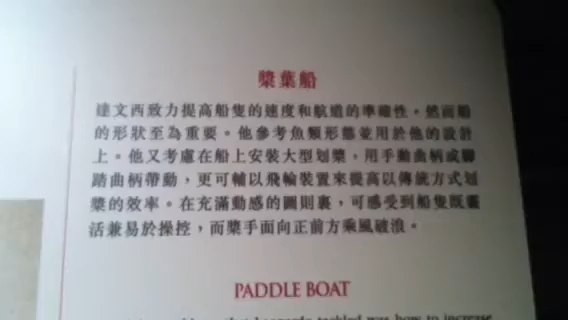 槳葉船
達文西致力提高船隻的速度和航道的準確性。然而船
的形狀至為重要。他參考魚類形態並用於他的設計
上。他又考慮在船上安裝大型划槳，用手動曲柄或腳
踏曲柄帶動，更可輔以飛輪裝置來提高以傳統方式划
槳的效率。在充滿動感的圖則裏，可感受到船隻既靈
活兼易於操控，而槳手面向正前方乘風破浪。
PADDLE BOAT
tackled was how to increase